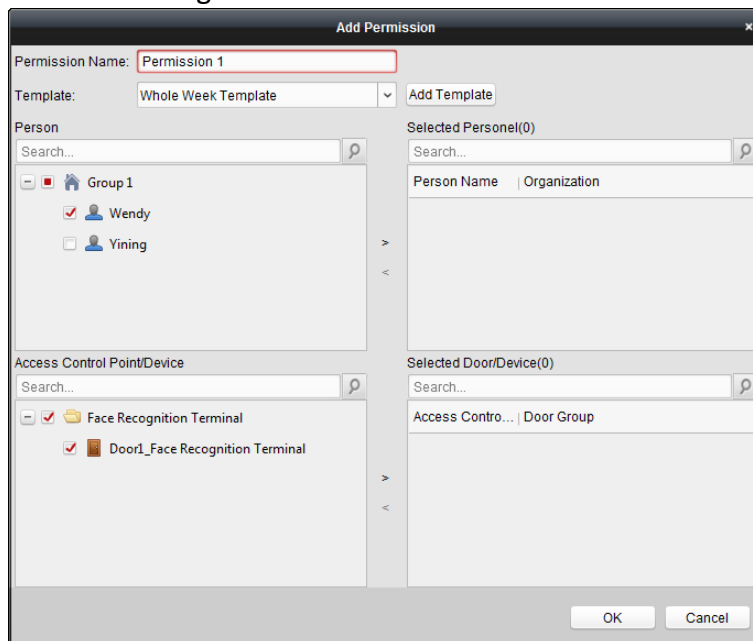 Add Permission
Permission Name: Permission 1
Template: Whole Week Template Add Template
Person
Search...
Group 1
Wendy
Yining
>
<
Selected Personel(0)
Search...
Person Name Organization
Access Control Point/Device
Search...
Face Recognition Terminal
Door1_Face Recognition Terminal
>
<
Selected Door/Device(0)
Search...
Access Contro... Door Group
OK Cancel